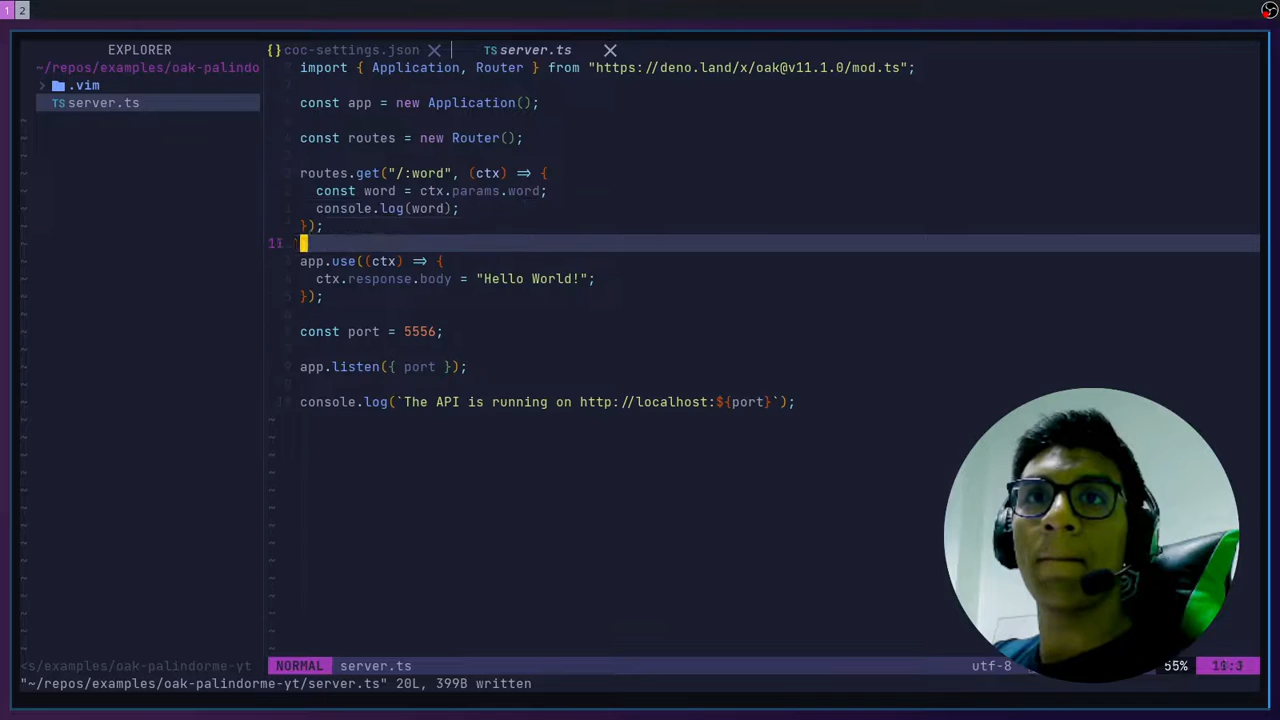 1
2
EXPLORER
{} coc-settings.json
TS server.ts
~/repos/examples/oak-palindo
.vim
TS server.ts
import { Application, Router } from "https://deno.land/x/oak@v11.1.0/mod.ts";
const app = new Application();
const routes = new Router();
routes.get("/:word", (ctx) => {
const word = ctx.params.word;
console.log(word);
});
11
app.use((ctx) => {
ctx.response.body = "Hello World!";
});
const port = 5556;
app.listen({ port });
console.log(`The API is running on http://localhost:${port}`);
<s/examples/oak-palindorme-yt
NORMAL
server.ts
utf-8
55%
"~/repos/examples/oak-palindorme-yt/server.ts" 20L, 399B written